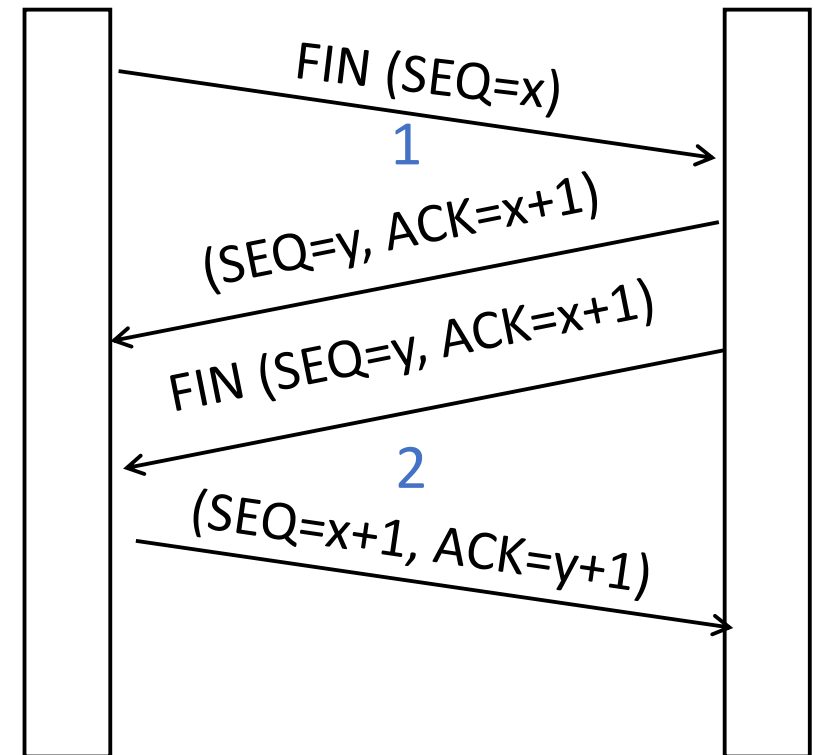 FIN (SEQ=x)
1
(SEQ=y, ACK=x+1)
FIN (SEQ=y, ACK=x+1)
2
(SEQ=x+1, ACK=y+1)